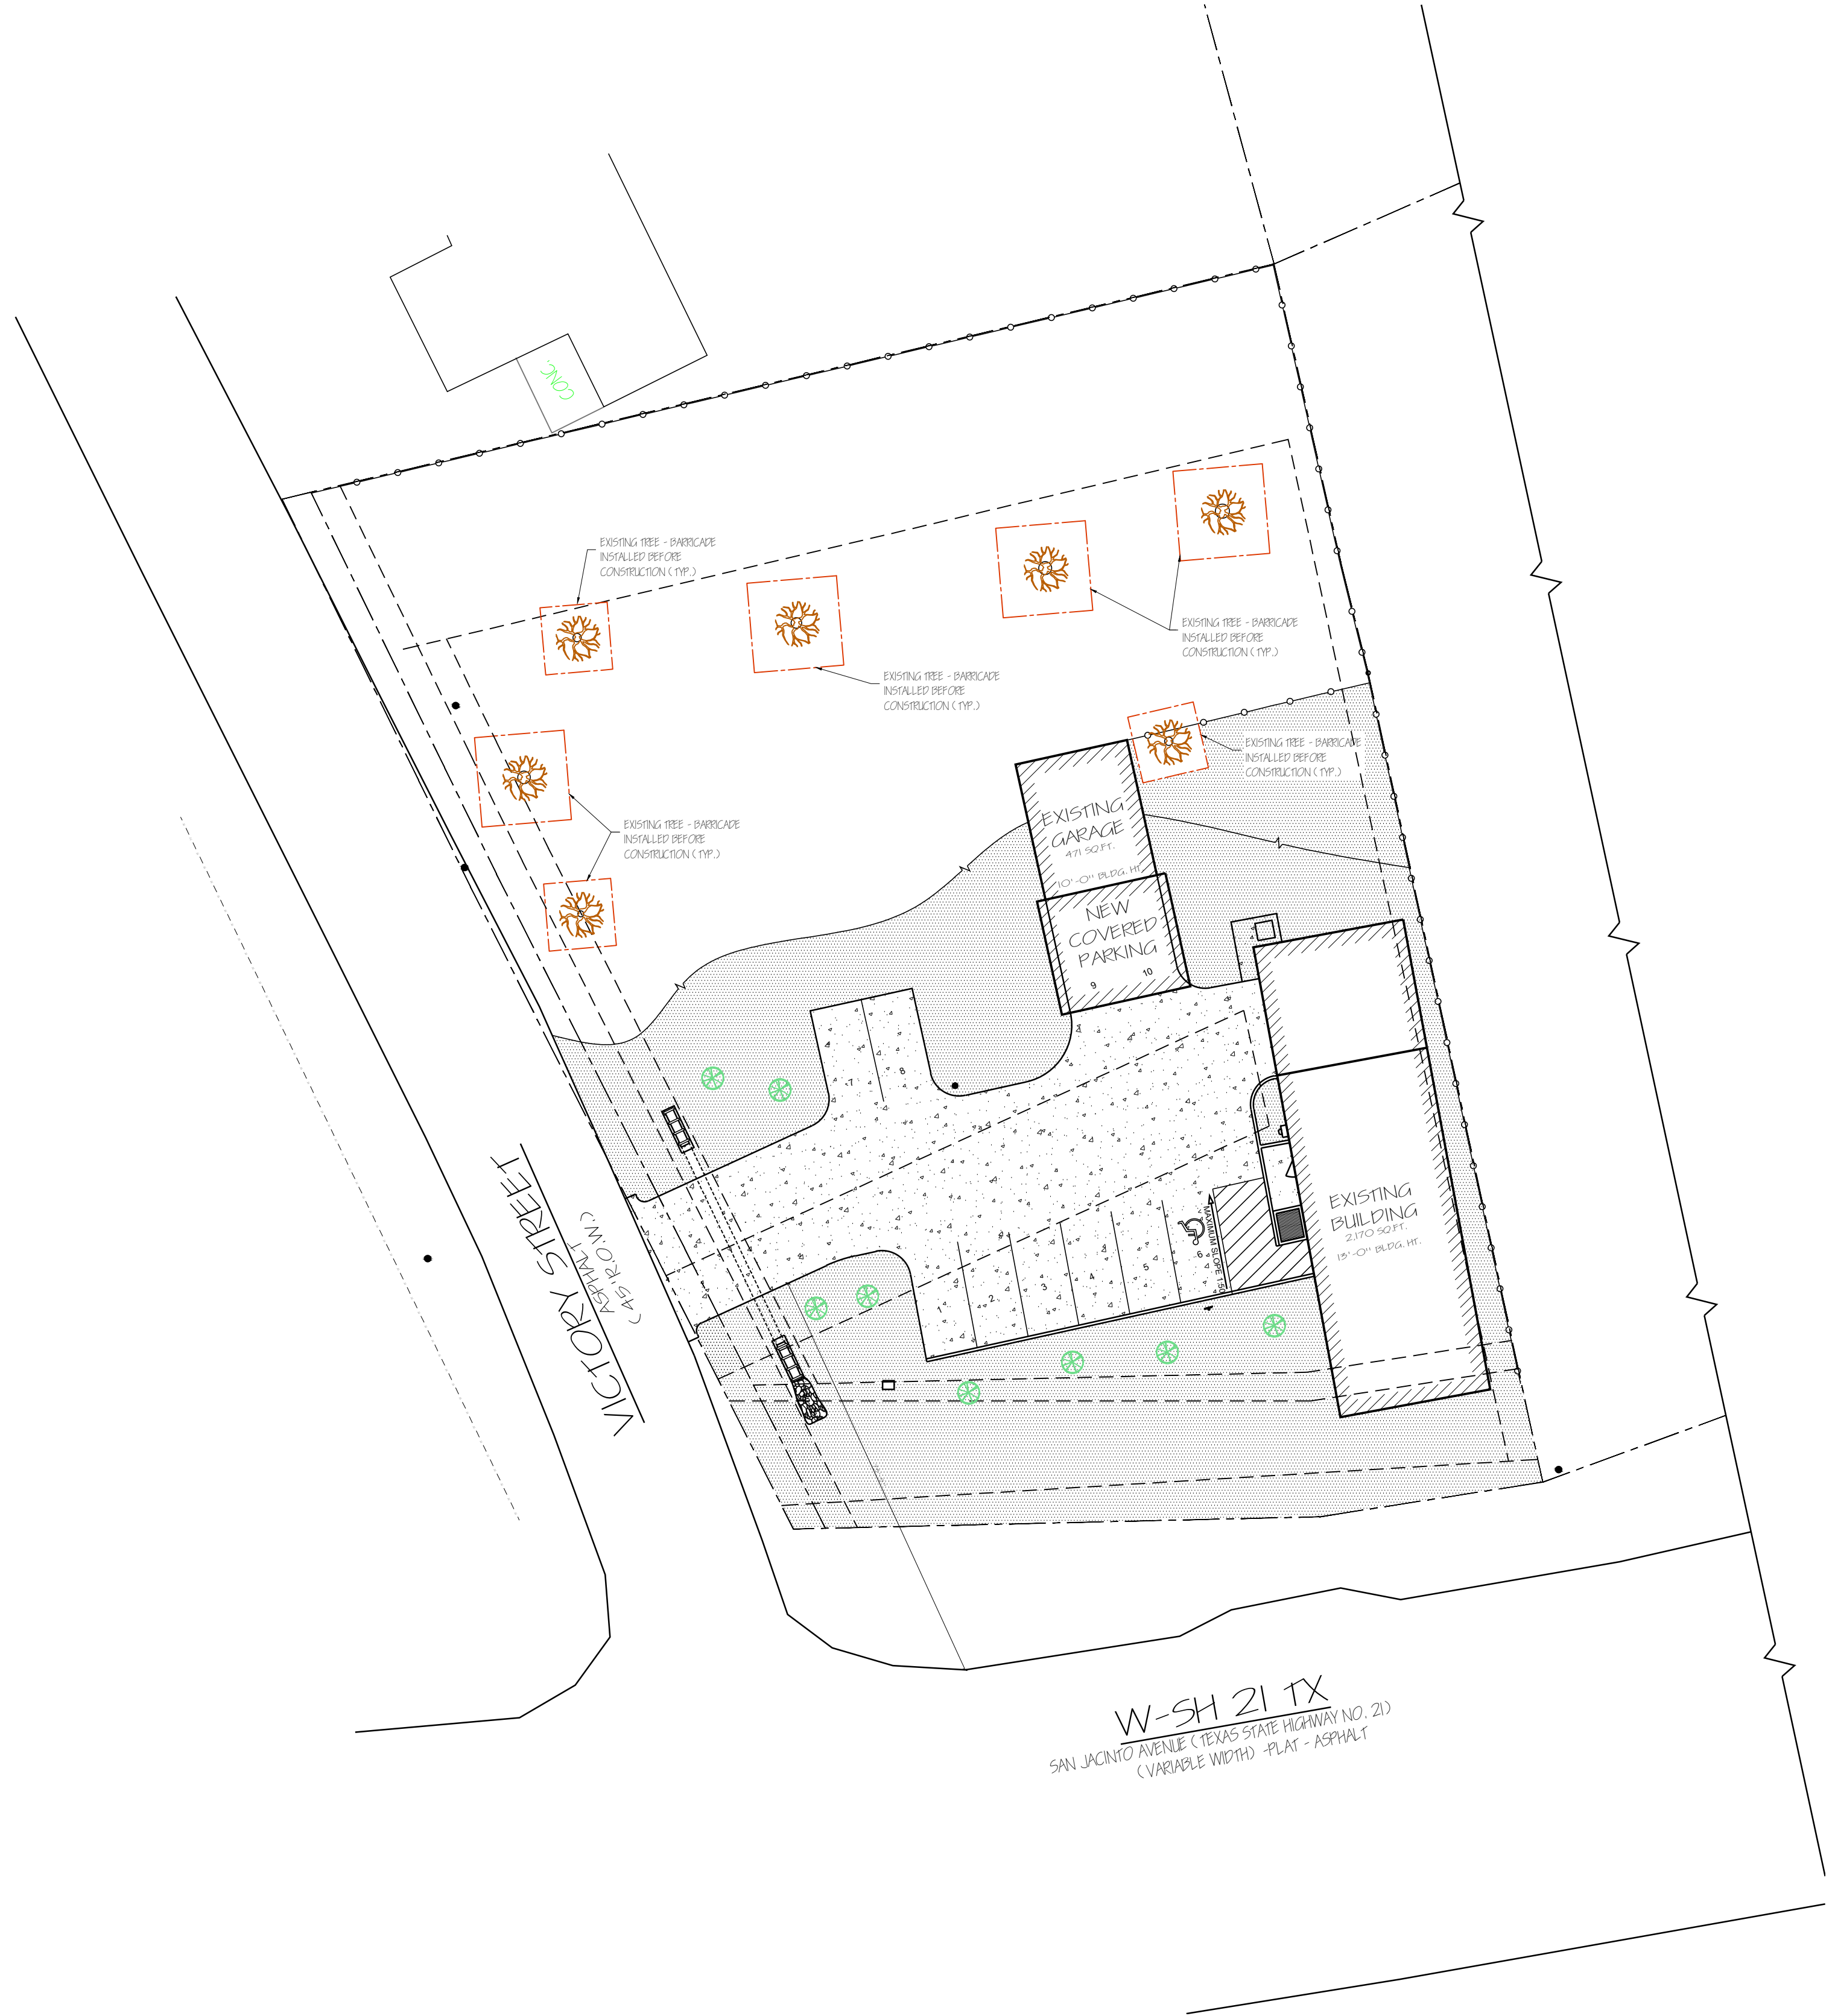 CONC.
EXISTING TREE - BARRICADE
INSTALLED BEFORE
CONSTRUCTION (TYP.)
EXISTING TREE - BARRICADE
INSTALLED BEFORE
CONSTRUCTION (TYP.)
EXISTING TREE - BARRICADE
INSTALLED BEFORE
CONSTRUCTION (TYP.)
EXISTING TREE - BARRICADE
INSTALLED BEFORE
CONSTRUCTION (TYP.)
EXISTING TREE - BARRICADE
INSTALLED BEFORE
CONSTRUCTION (TYP.)
EXISTING
GARAGE
471 SQ.FT.
10'-0" BLDG. HT.
NEW
COVERED
PARKING
9
10
7
8
1
2
3
4
5
6
MAXIMUM SLOPE 1:50
EXISTING
BUILDING
2,170 SQ.FT.
13'-0" BLDG. HT.
VICTORY STREET
ASPHALT
(45' R.O.W.)
W-SH 21 TX
SAN JACINTO AVENUE (TEXAS STATE HIGHWAY NO. 21)
(VARIABLE WIDTH) -PLAT - ASPHALT